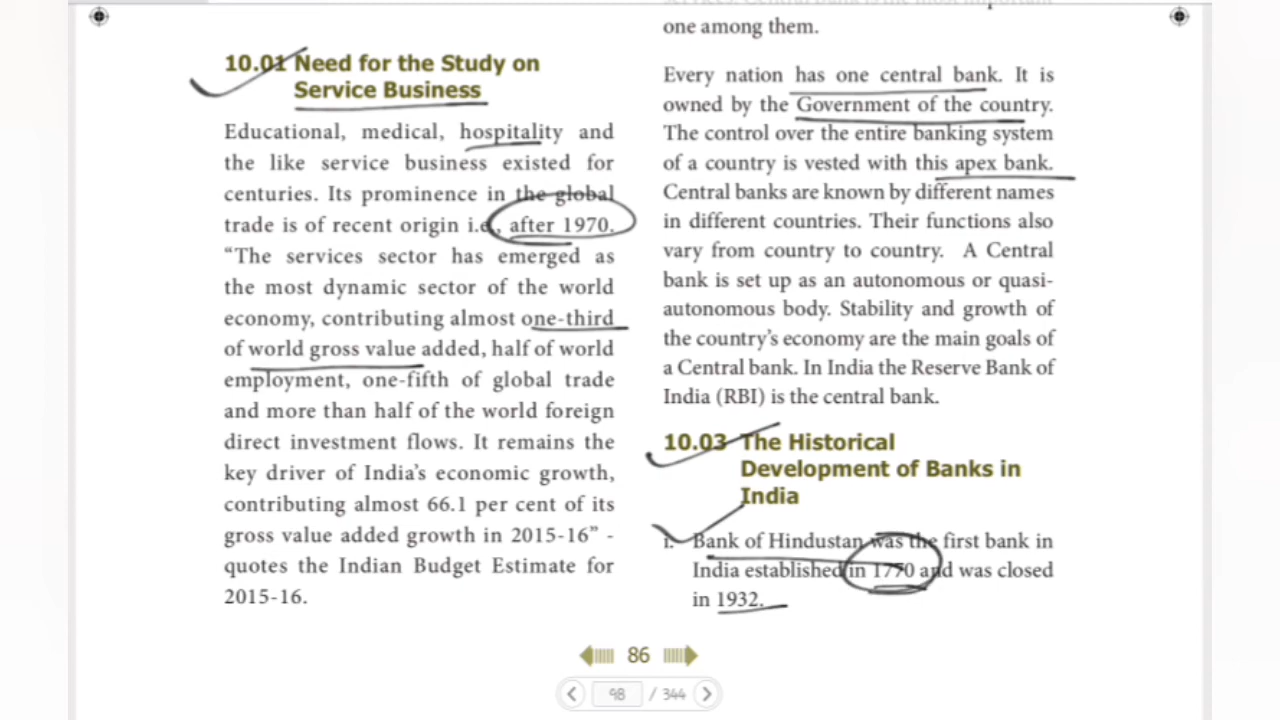 10.01 Need for the Study on
Service Business
Educational, medical, hospitality and
the like service business existed for
centuries. Its prominence in the global
trade is of recent origin i.e., after 1970.
“The services sector has emerged as
the most dynamic sector of the world
economy, contributing almost one-third
of world gross value added, half of world
employment, one-fifth of global trade
and more than half of the world foreign
direct investment flows. It remains the
key driver of India’s economic growth,
contributing almost 66.1 per cent of its
gross value added growth in 2015-16” -
quotes the Indian Budget Estimate for
2015-16.
services. Central bank is the most important
one among them.
Every nation has one central bank. It is
owned by the Government of the country.
The control over the entire banking system
of a country is vested with this apex bank.
Central banks are known by different names
in different countries. Their functions also
vary from country to country. A Central
bank is set up as an autonomous or quasi-
autonomous body. Stability and growth of
the country’s economy are the main goals of
a Central bank. In India the Reserve Bank of
India (RBI) is the central bank.
10.03 The Historical
Development of Banks in
India
i. Bank of Hindustan was the first bank in
India established in 1770 and was closed
in 1932.
86
98 / 344